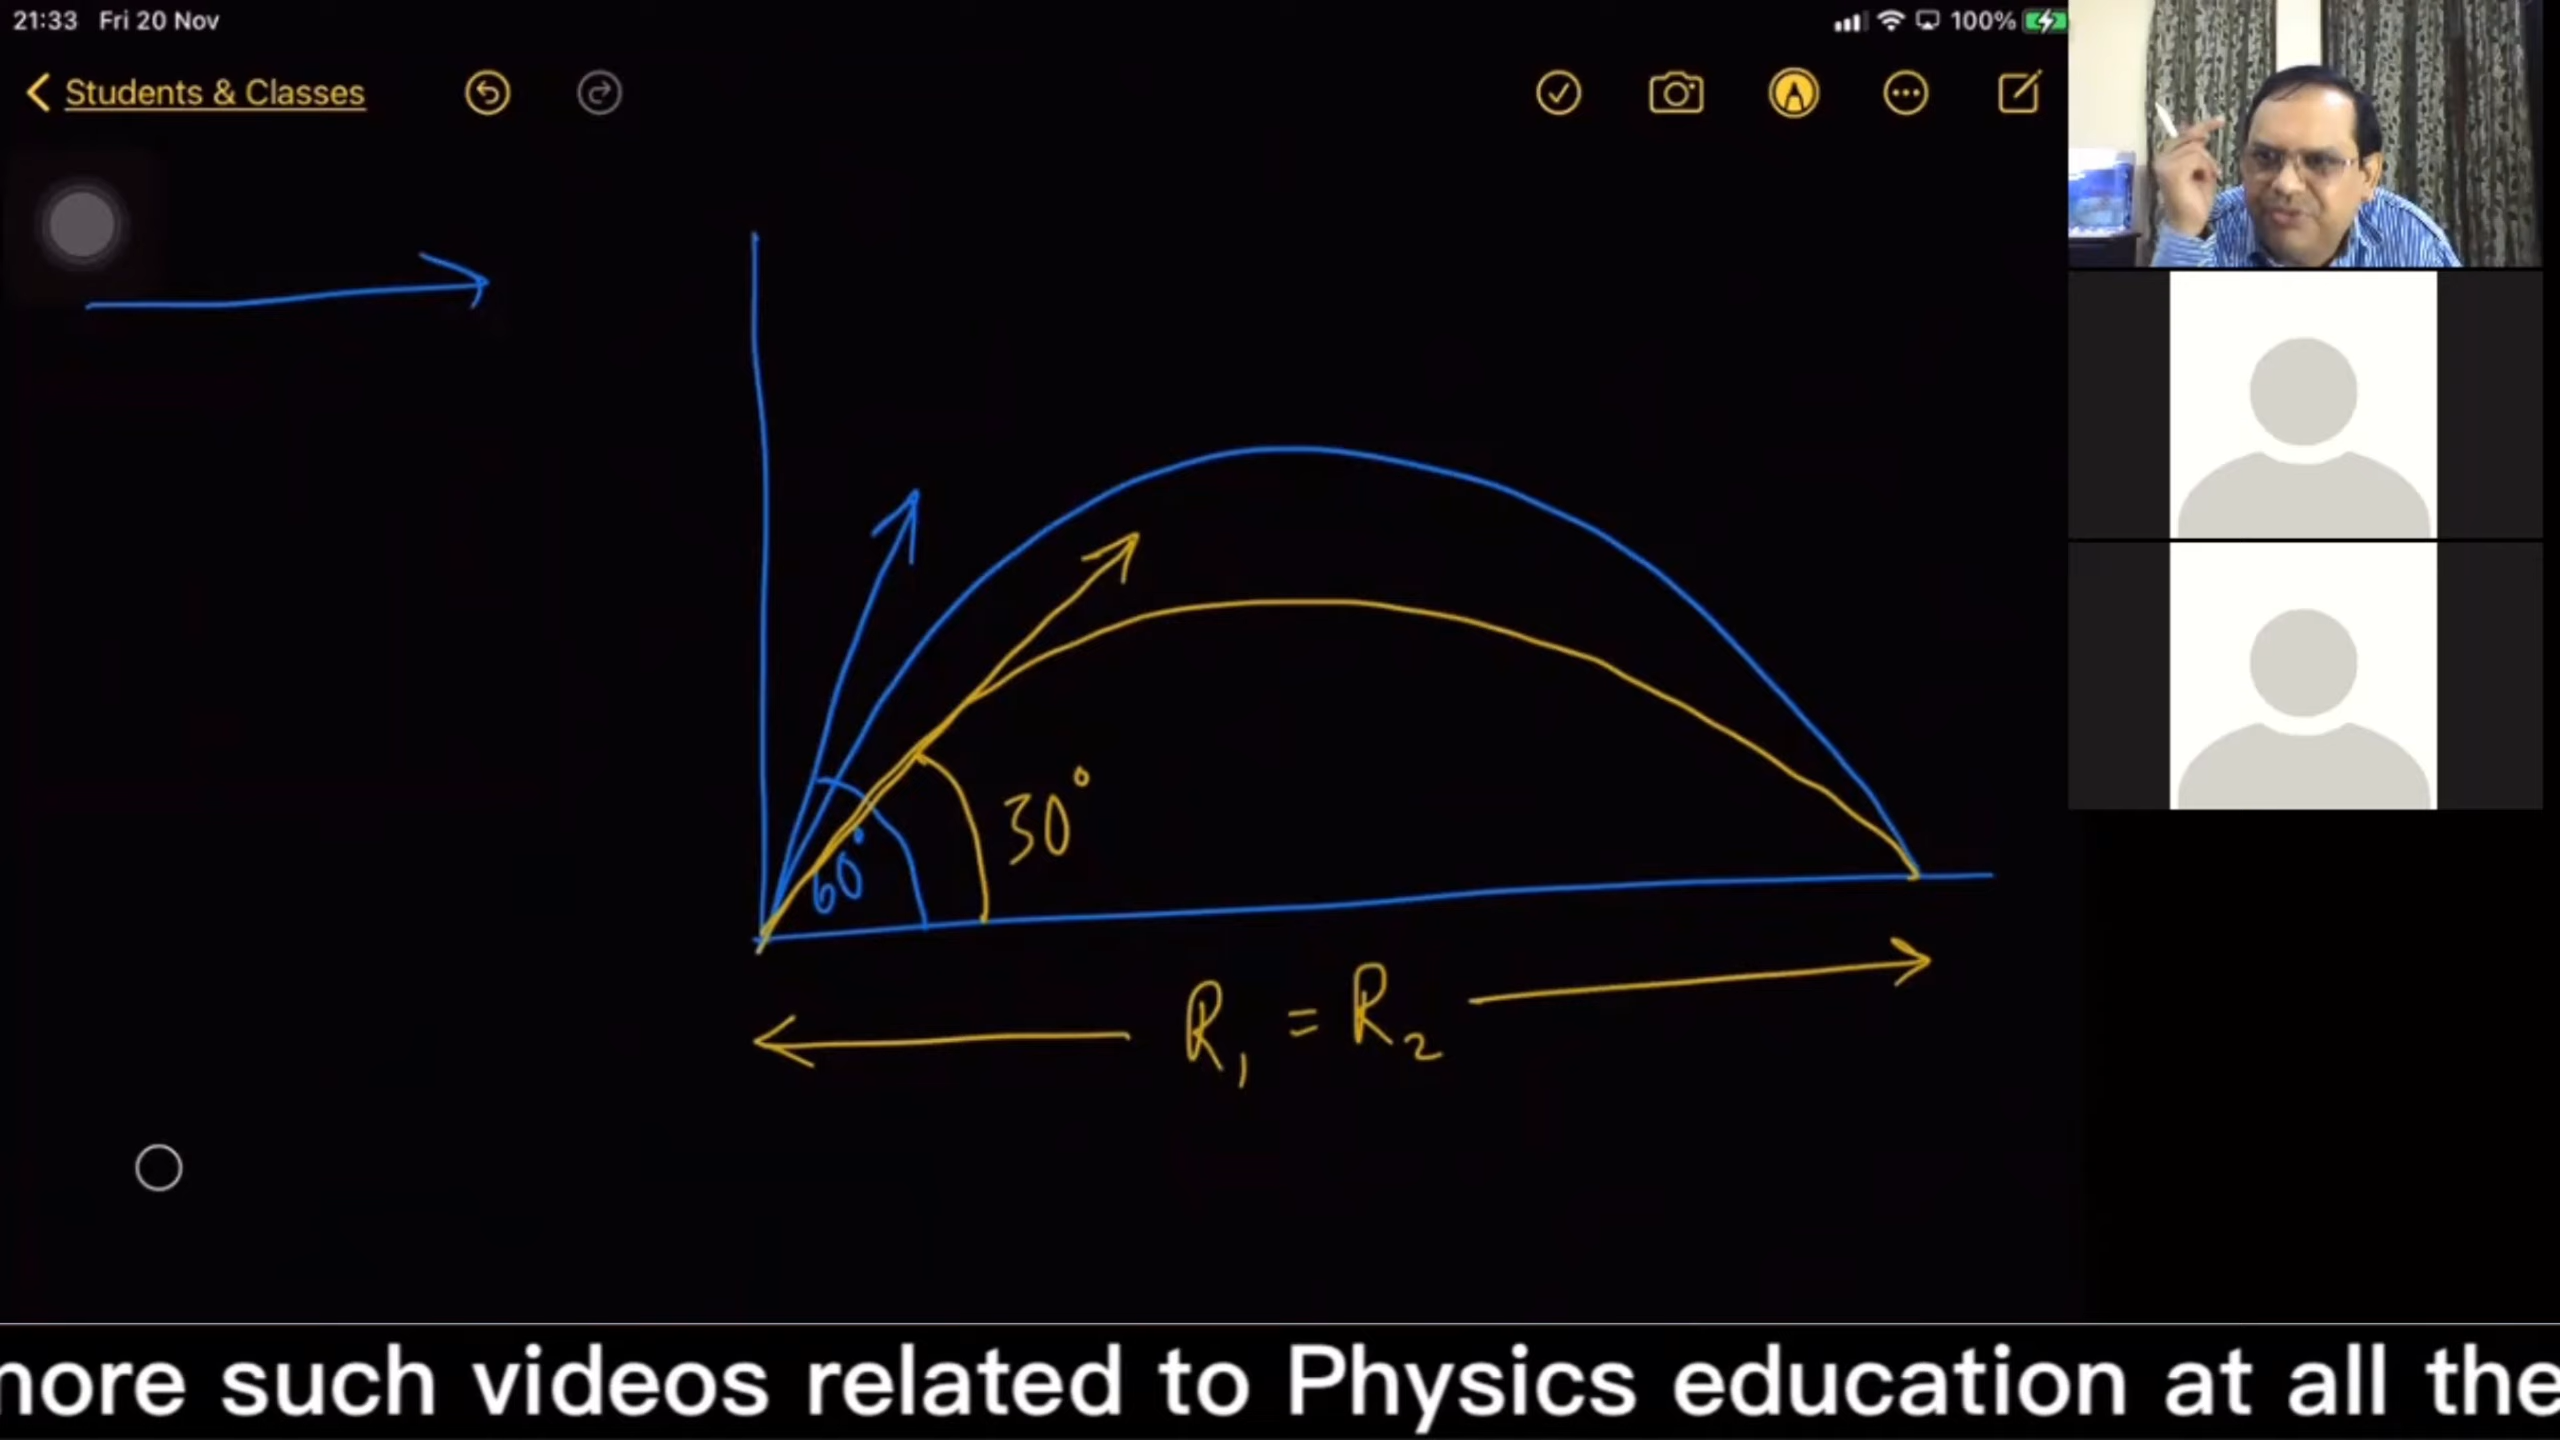 21:33 Fri 20 Nov
100%
Students & Classes
30°
60°
R₁ = R₂
more such videos related to Physics education at all the